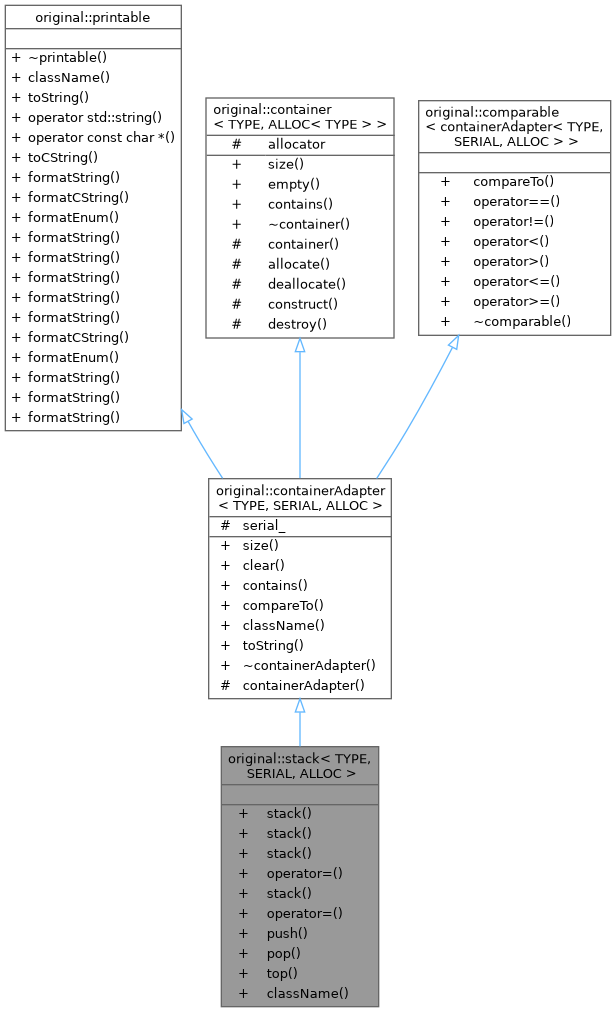 original::printable
+ ~printable()
+ className()
+ toString()
+ operator std::string()
+ operator const char *()
+ toCString()
+ formatString()
+ formatCString()
+ formatEnum()
+ formatString()
+ formatString()
+ formatString()
+ formatString()
+ formatString()
+ formatCString()
+ formatEnum()
+ formatString()
+ formatString()
+ formatString()
original::container
< TYPE, ALLOC< TYPE > >
# allocator
+ size()
+ empty()
+ contains()
+ ~container()
# container()
# allocate()
# deallocate()
# construct()
# destroy()
original::comparable
< containerAdapter< TYPE,
SERIAL, ALLOC > >
+ compareTo()
+ operator==()
+ operator!=()
+ operator<()
+ operator>()
+ operator<=()
+ operator>=()
+ ~comparable()
original::containerAdapter
< TYPE, SERIAL, ALLOC >
# serial_
+ size()
+ clear()
+ contains()
+ compareTo()
+ className()
+ toString()
+ ~containerAdapter()
# containerAdapter()
original::stack< TYPE,
SERIAL, ALLOC >
+ stack()
+ stack()
+ stack()
+ operator=()
+ stack()
+ operator=()
+ push()
+ pop()
+ top()
+ className()